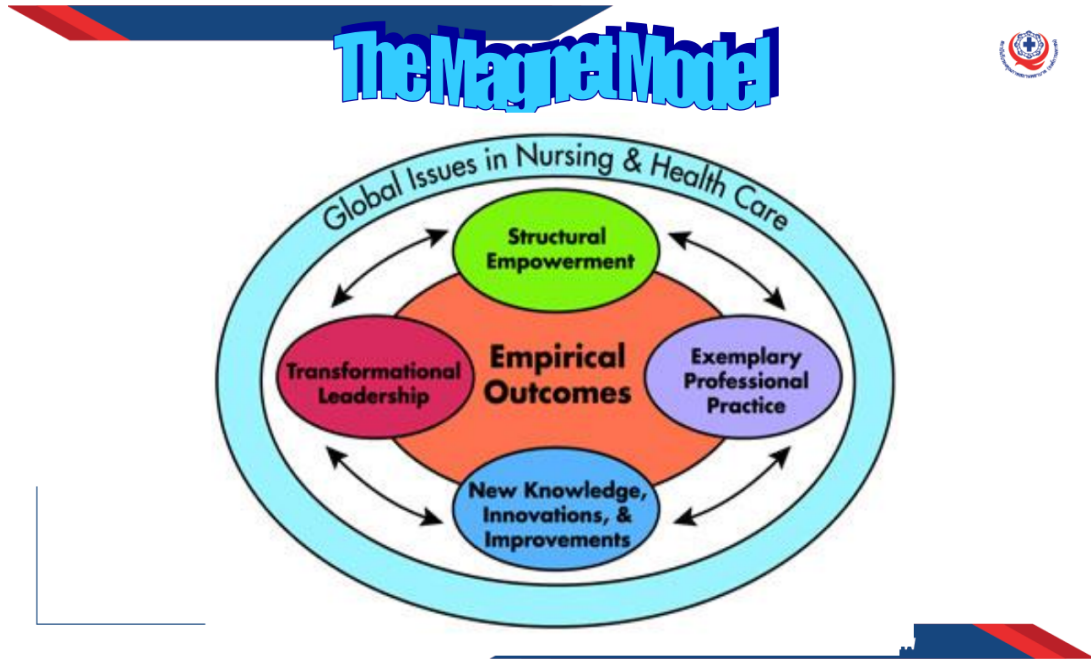 The Magnet Model
Global Issues in Nursing & Health Care
Structural
Empowerment
Transformational
Leadership
Empirical
Outcomes
Exemplary
Professional
Practice
New Knowledge,
Innovations, &
Improvements